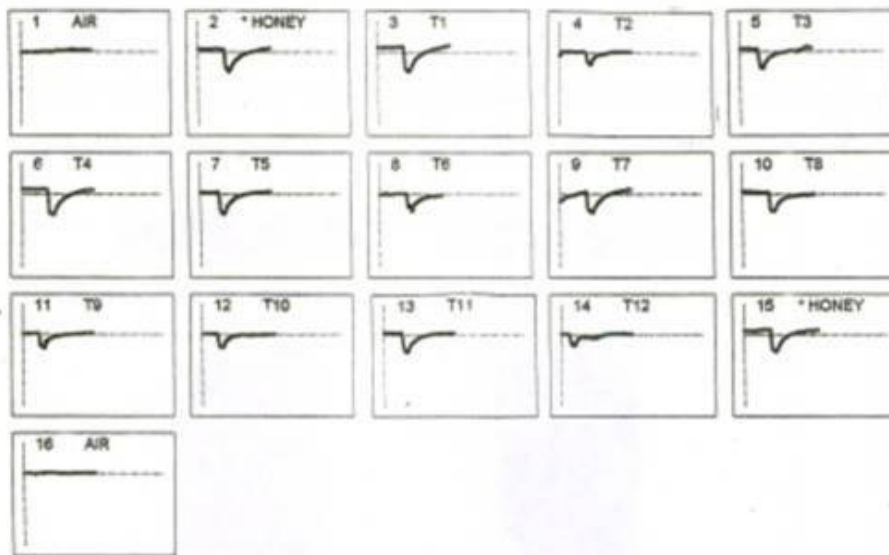 1 AIR
2 * HONEY
3 T1
4 T2
5 T3
6 T4
7 T5
8 T6
9 T7
10 T8
11 T9
12 T10
13 T11
14 T12
15 * HONEY
16 AIR